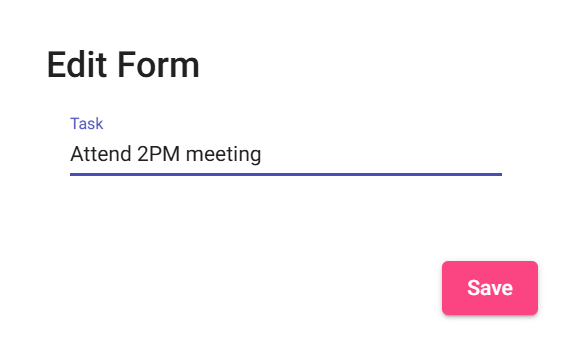 Edit Form
Task
Attend 2PM meeting
Save